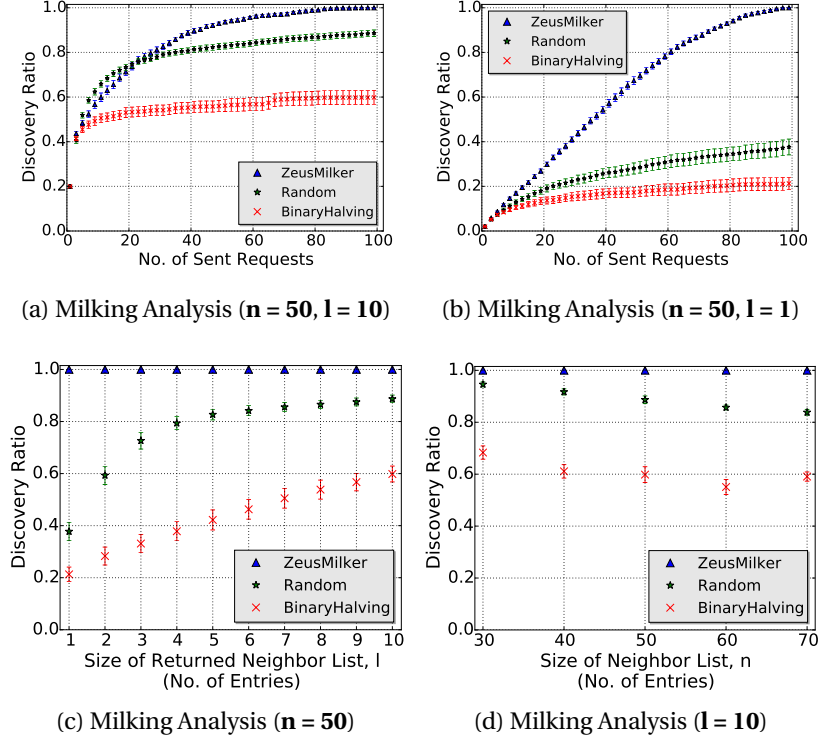 1.0
0.8
0.6
0.4
0.2
0.0
0 20 40 60 80 100
Discovery Ratio
No. of Sent Requests
ZeusMilker
Random
BinaryHalving
(a) Milking Analysis (n = 50, l = 10)
1.0
0.8
0.6
0.4
0.2
0.0
0 20 40 60 80 100
Discovery Ratio
No. of Sent Requests
ZeusMilker
Random
BinaryHalving
(b) Milking Analysis (n = 50, l = 1)
1.0
0.8
0.6
0.4
0.2
0.0
1 2 3 4 5 6 7 8 9 10
Discovery Ratio
Size of Returned Neighbor List, l
(No. of Entries)
ZeusMilker
Random
BinaryHalving
(c) Milking Analysis (n = 50)
1.0
0.8
0.6
0.4
0.2
0.0
30 40 50 60 70
Discovery Ratio
Size of Neighbor List, n
(No. of Entries)
ZeusMilker
Random
BinaryHalving
(d) Milking Analysis (l = 10)